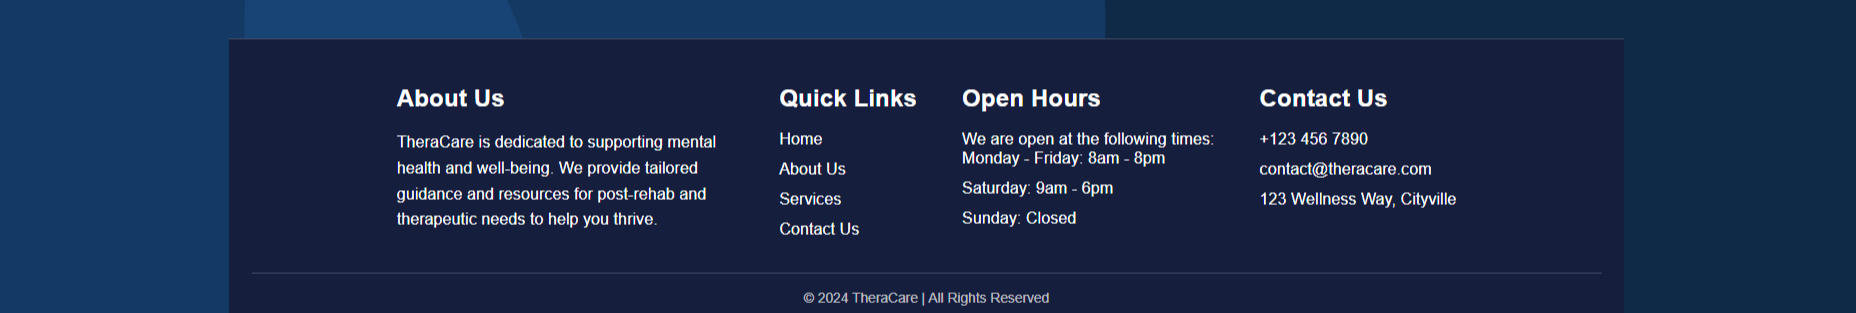 About Us
TheraCare is dedicated to supporting mental
health and well-being. We provide tailored
guidance and resources for post-rehab and
therapeutic needs to help you thrive.
Quick Links
Home
About Us
Services
Contact Us
Open Hours
We are open at the following times:
Monday - Friday: 8am - 8pm
Saturday: 9am - 6pm
Sunday: Closed
Contact Us
+123 456 7890
contact@theracare.com
123 Wellness Way, Cityville
© 2024 TheraCare | All Rights Reserved